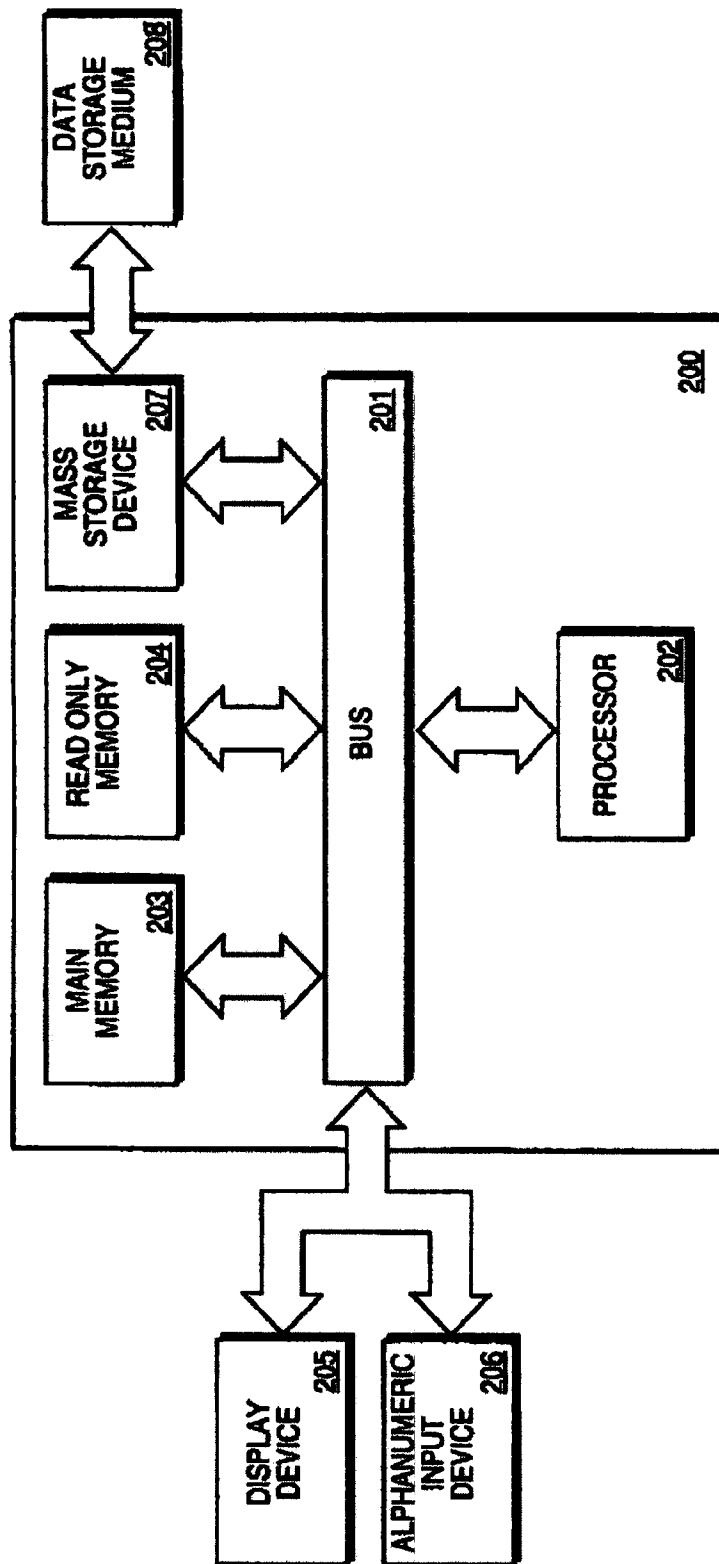 MAIN
MEMORY
203
READ ONLY
MEMORY
204
MASS
STORAGE
DEVICE
207
DATA
STORAGE
MEDIUM
208
DISPLAY
DEVICE
205
ALPHANUMERIC
INPUT
DEVICE
206
BUS
201
PROCESSOR
202
200